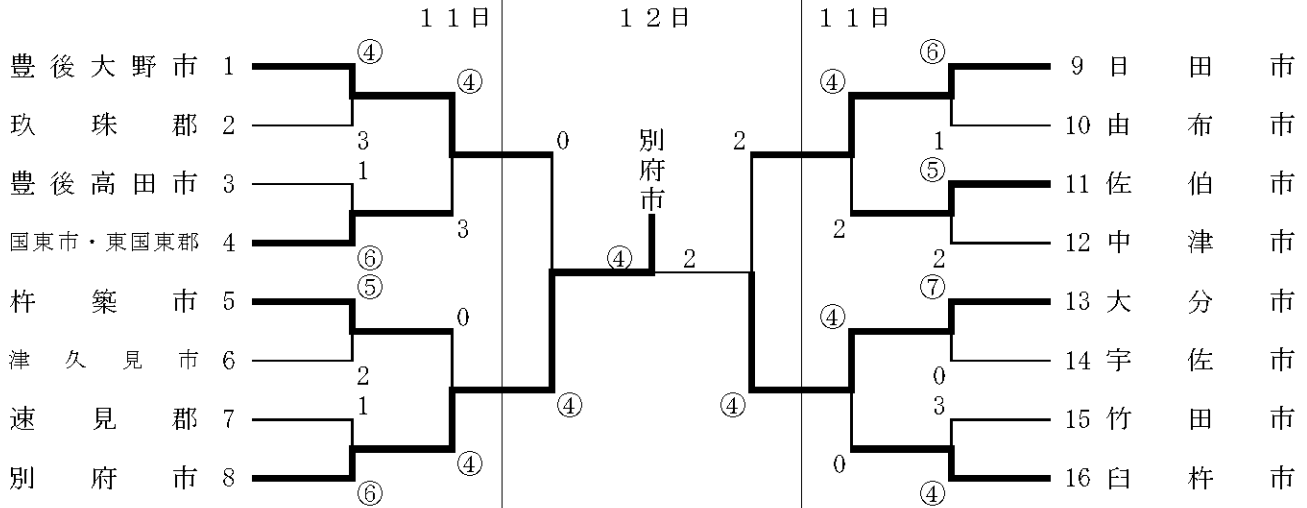 11日 12日 11日
豊後大野市 1 ④ ④ ④ ⑥ 9 日田市
玖珠郡 2 3 0 別府市 2 1 10 由布市
豊後高田市 3 1 ⑤ 11 佐伯市
国東市・東国東郡 4 ⑥ 3 ④ 2 2 2 12 中津市
杵築市 5 ⑤ 0 ④ ⑦ 13 大分市
津久見市 6 2 0 14 宇佐市
速見郡 7 1 ④ ④ 3 15 竹田市
別府市 8 ⑥ ④ 0 ④ 16 臼杵市